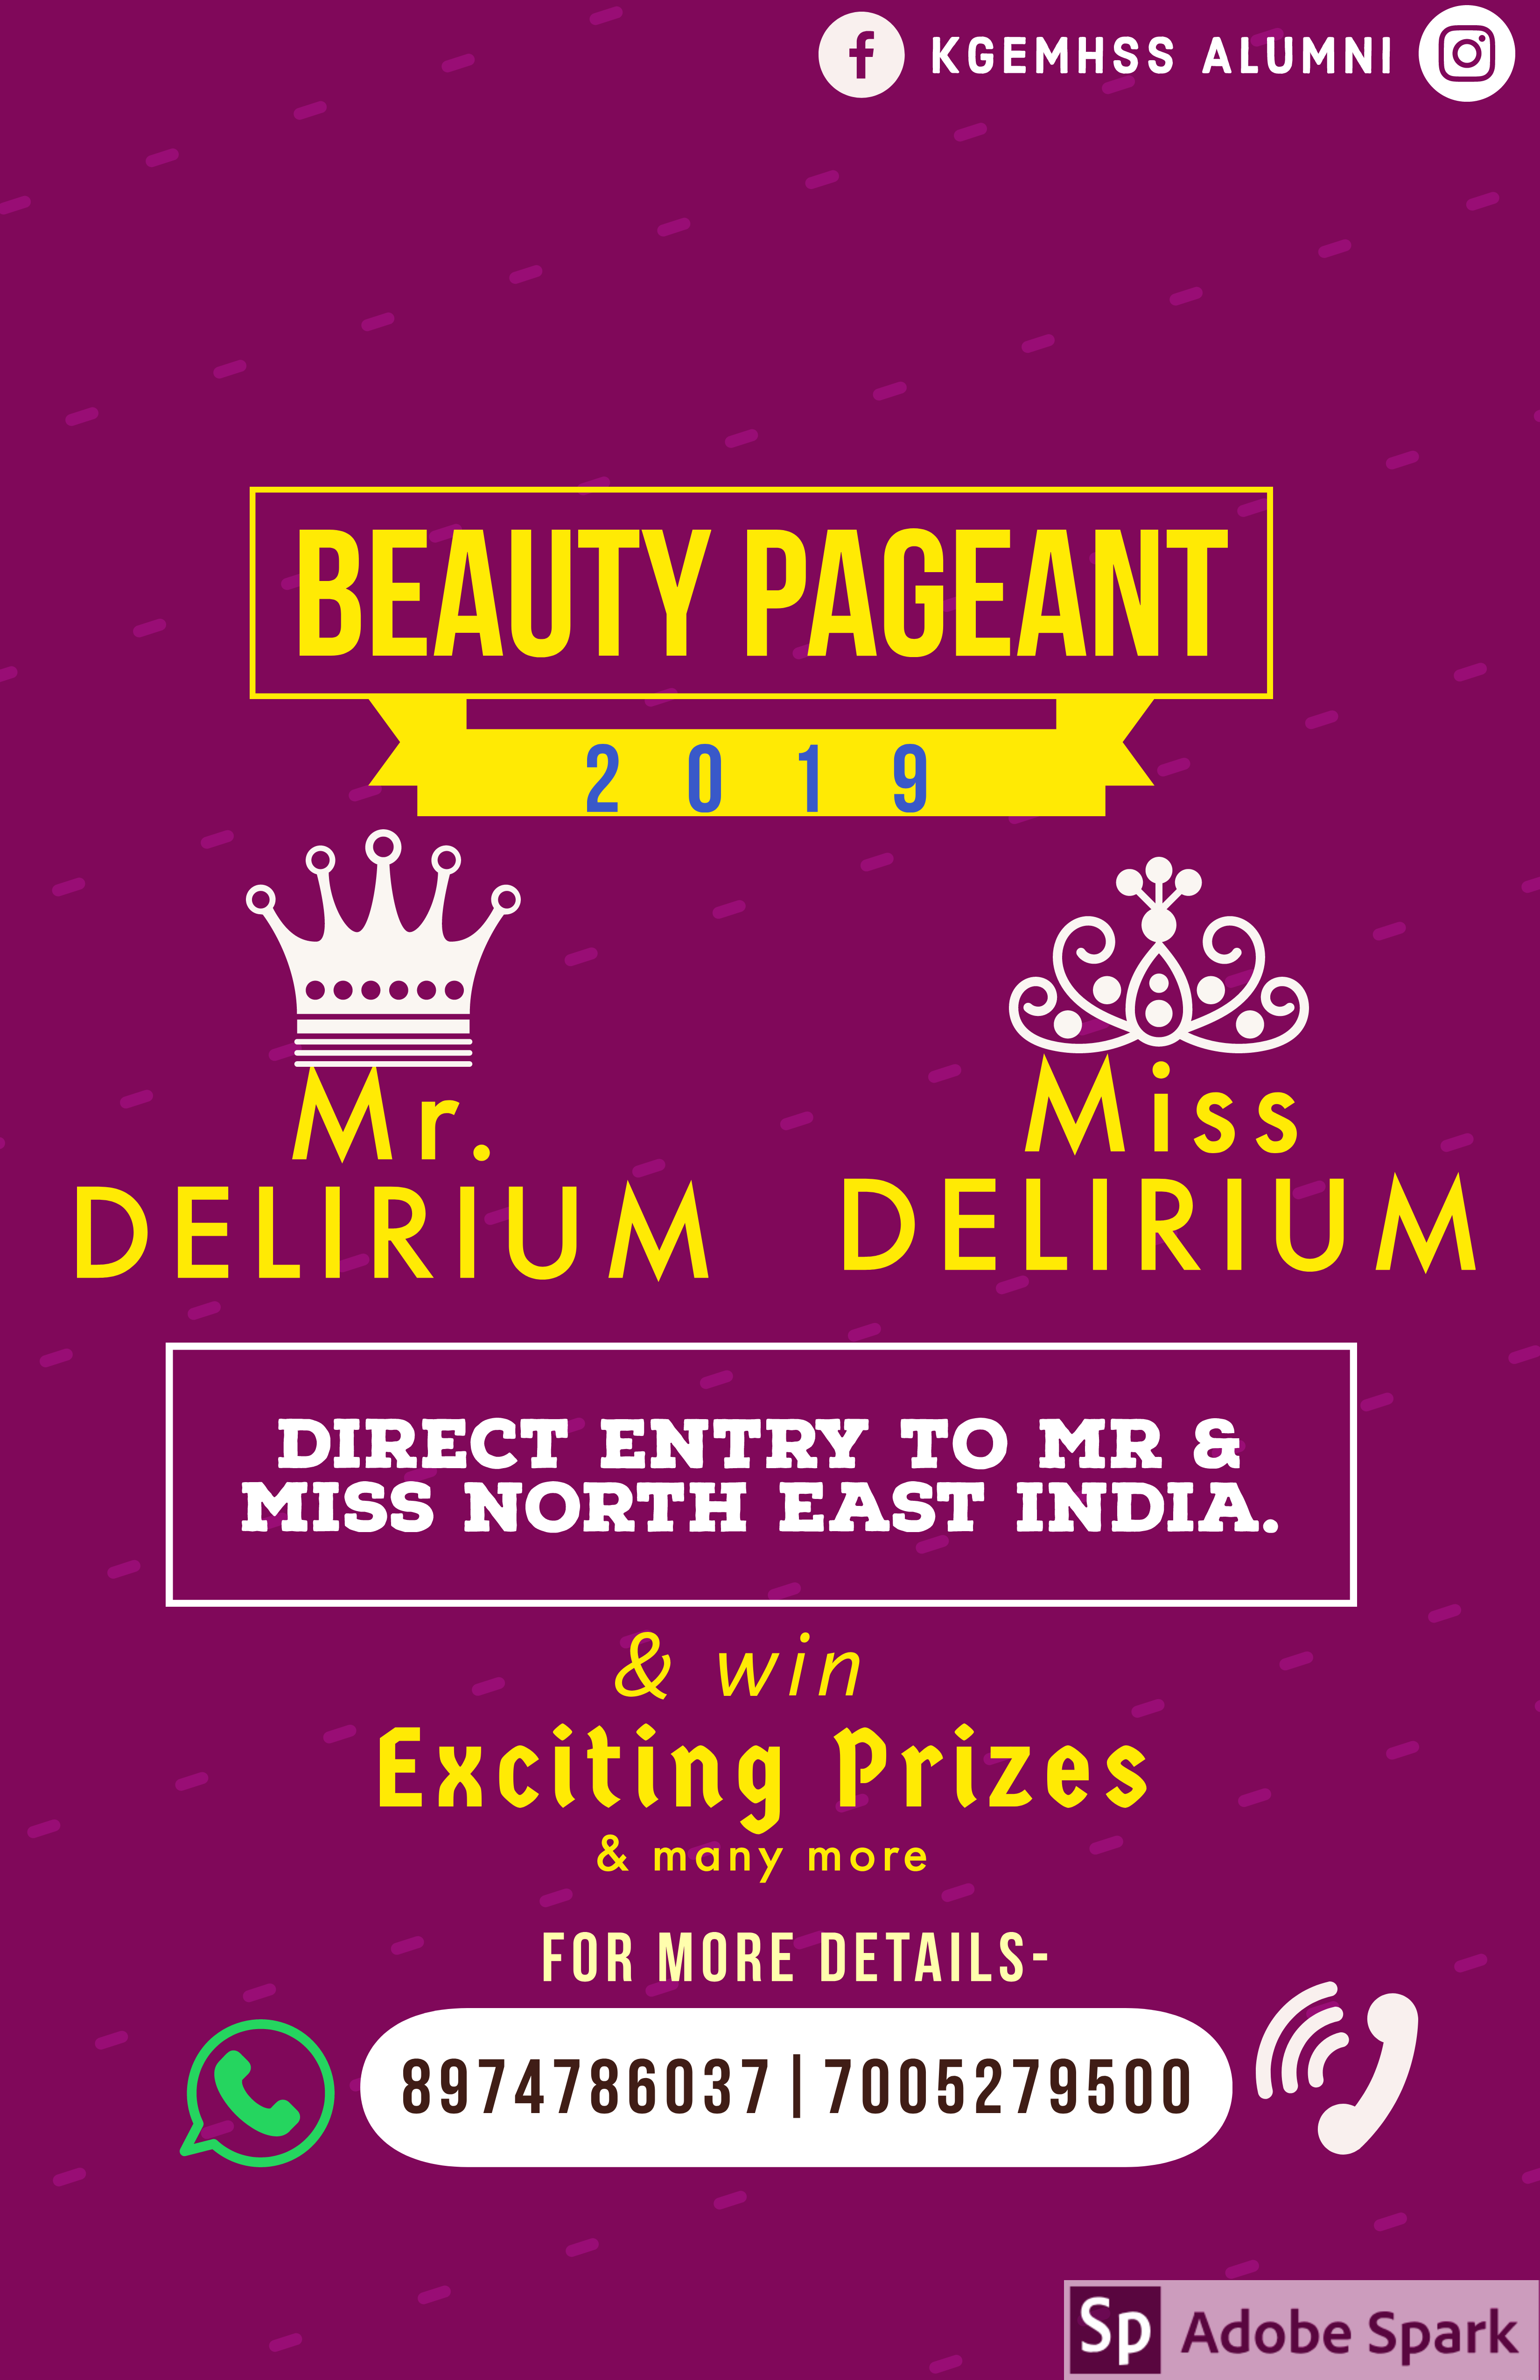 KGEMHSS ALUMNI
BEAUTY PAGEANT
2019
Mr.
DELIRIUM
Miss
DELIRIUM
DIRECT ENTRY TO MR &
MISS NORTH EAST INDIA.
& win
Exciting Prizes
& many more
FOR MORE DETAILS-
8974786037|7005279500
Sp Adobe Spark